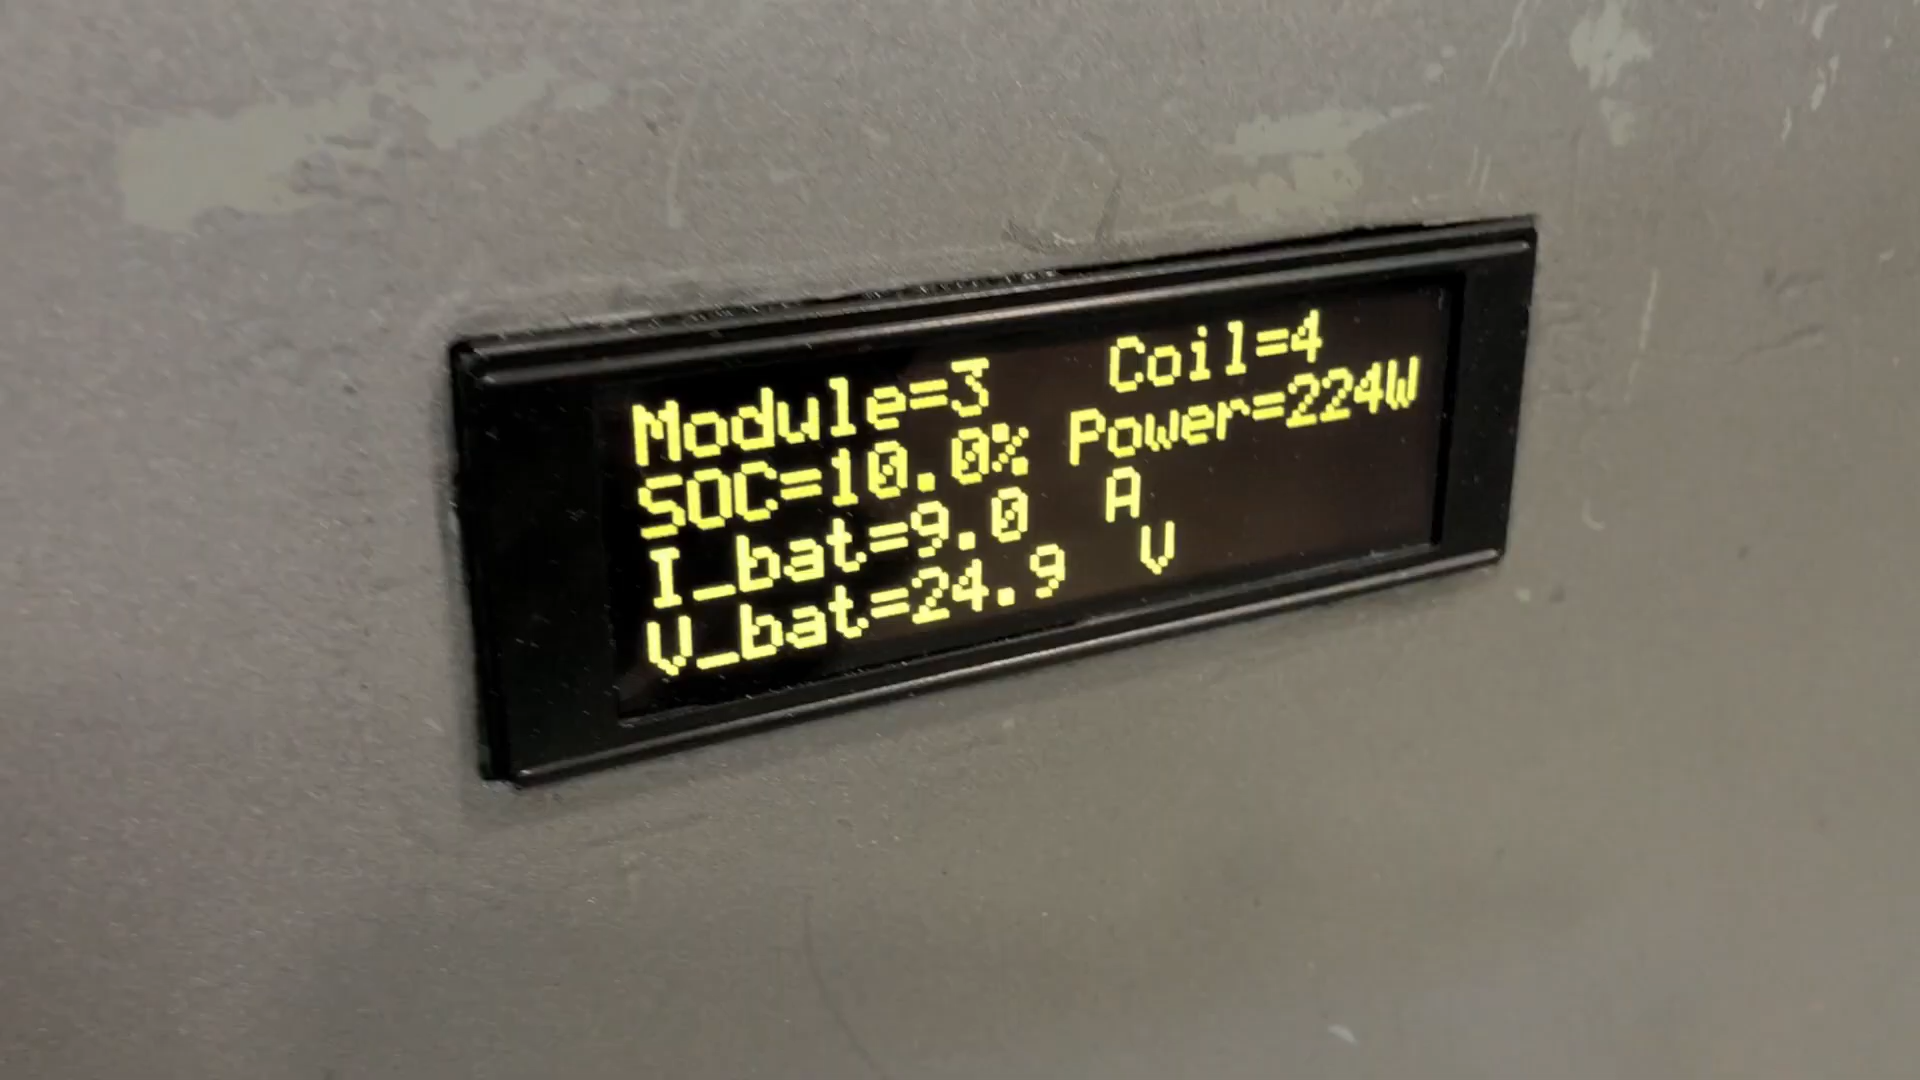 Module=3 Coil=4
SOC=10.0% Power=224W
I_bat=9.0 A
V_bat=24.9 V